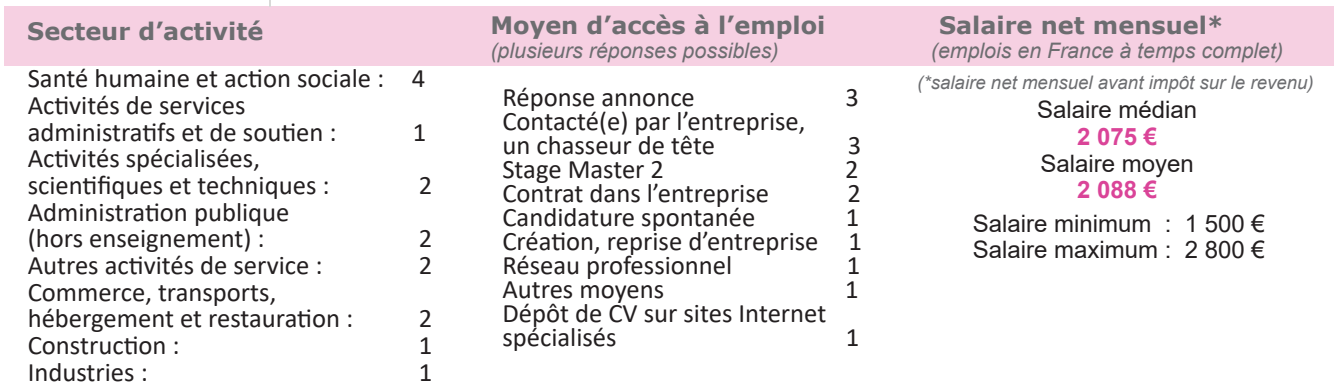 Secteur d'activité
Santé humaine et action sociale : 4
Activités de services
administratifs et de soutien : 1
Activités spécialisées,
scientifiques et techniques : 2
Administration publique
(hors enseignement) : 2
Autres activités de service : 2
Commerce, transports,
hébergement et restauration : 2
Construction : 1
Industries : 1
Moyen d'accès à l'emploi
(plusieurs réponses possibles)
Réponse annonce 3
Contacté(e) par l'entreprise,
un chasseur de tête 3
Stage Master 2 2
Contrat dans l'entreprise 2
Candidature spontanée 1
Création, reprise d'entreprise 1
Réseau professionnel 1
Autres moyens 1
Dépôt de CV sur sites Internet
spécialisés 1
Salaire net mensuel*
(emplois en France à temps complet)
(*salaire net mensuel avant impôt sur le revenu)
Salaire médian
2 075 €
Salaire moyen
2 088 €
Salaire minimum : 1 500 €
Salaire maximum : 2 800 €